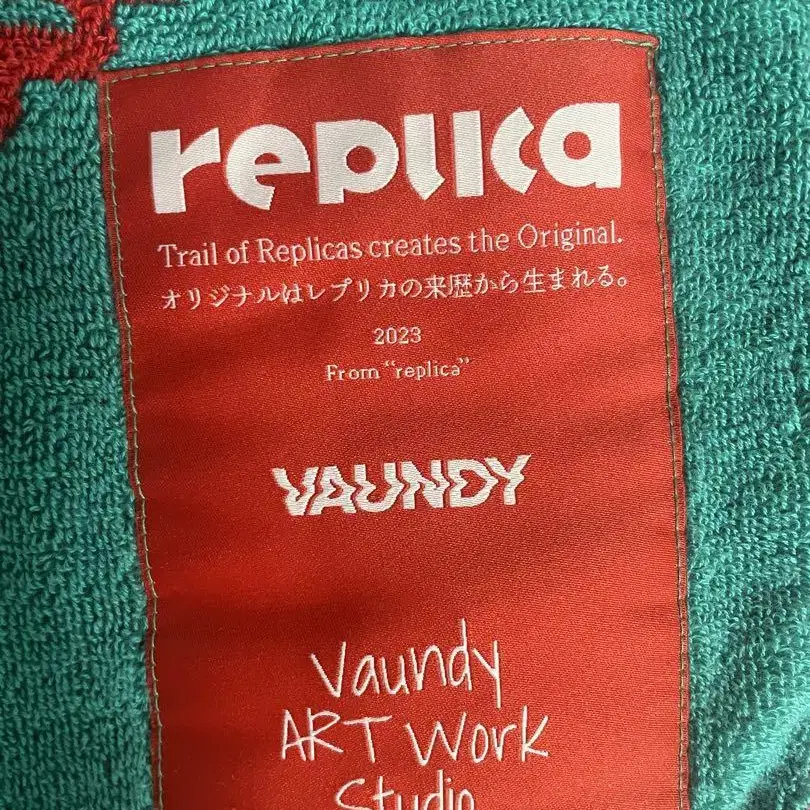 replica
Trail of Replicas creates the Original.
オリジナルはレプリカの来歴から生まれる。
2023
From “replica”
VAUNDY
Vaundy
ART Work
Studio